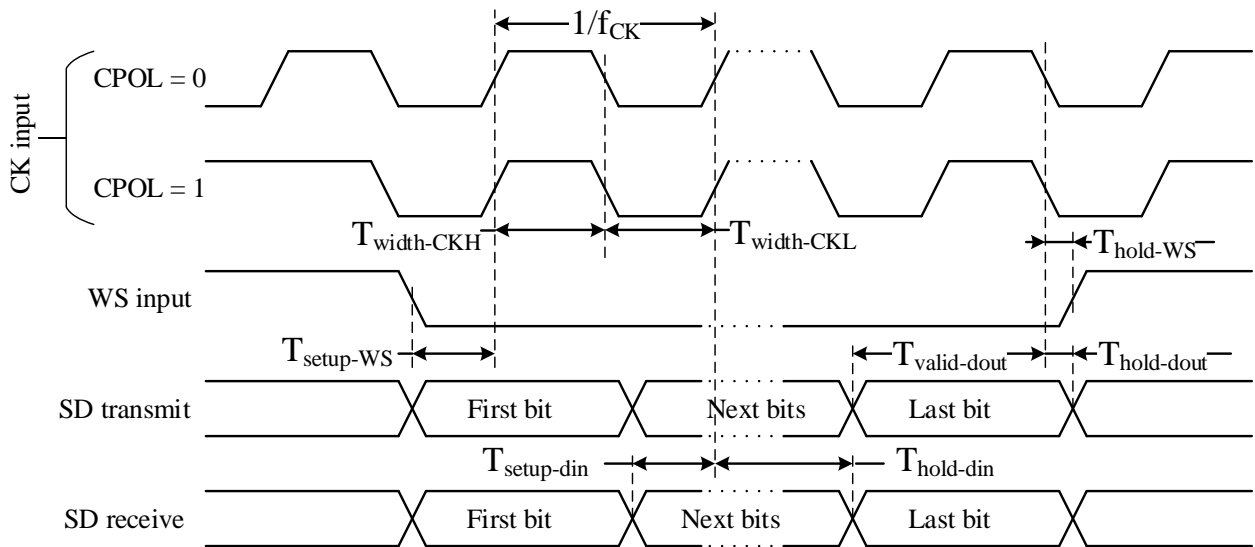 1/fCK
CPOL = 0
CK input
CPOL = 1
Twidth-CKH
Twidth-CKL
Thold-WS
WS input
Tsetup-WS
Tvalid-dout
Thold-dout
SD transmit
First bit
Next bits
Last bit
Tsetup-din
Thold-din
SD receive
First bit
Next bits
Last bit